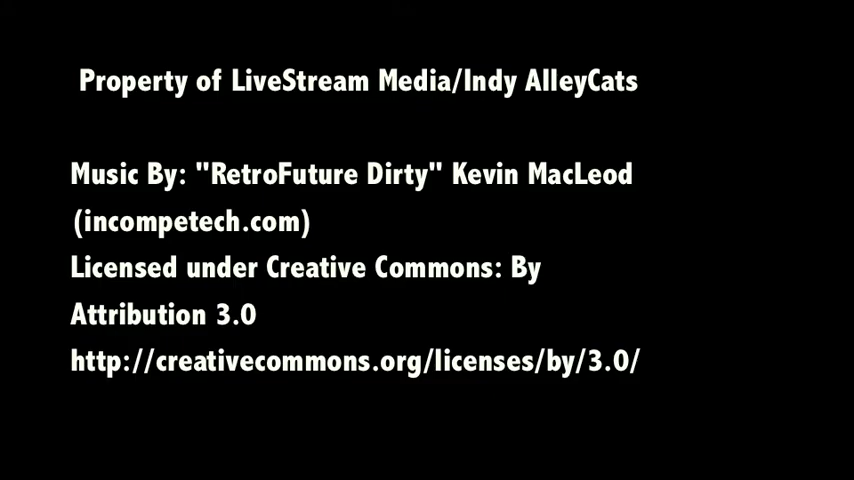 Property of LiveStream Media/Indy AlleyCats
Music By: "RetroFuture Dirty" Kevin MacLeod
(incompetech.com)
Licensed under Creative Commons: By
Attribution 3.0
http://creativecommons.org/licenses/by/3.0/